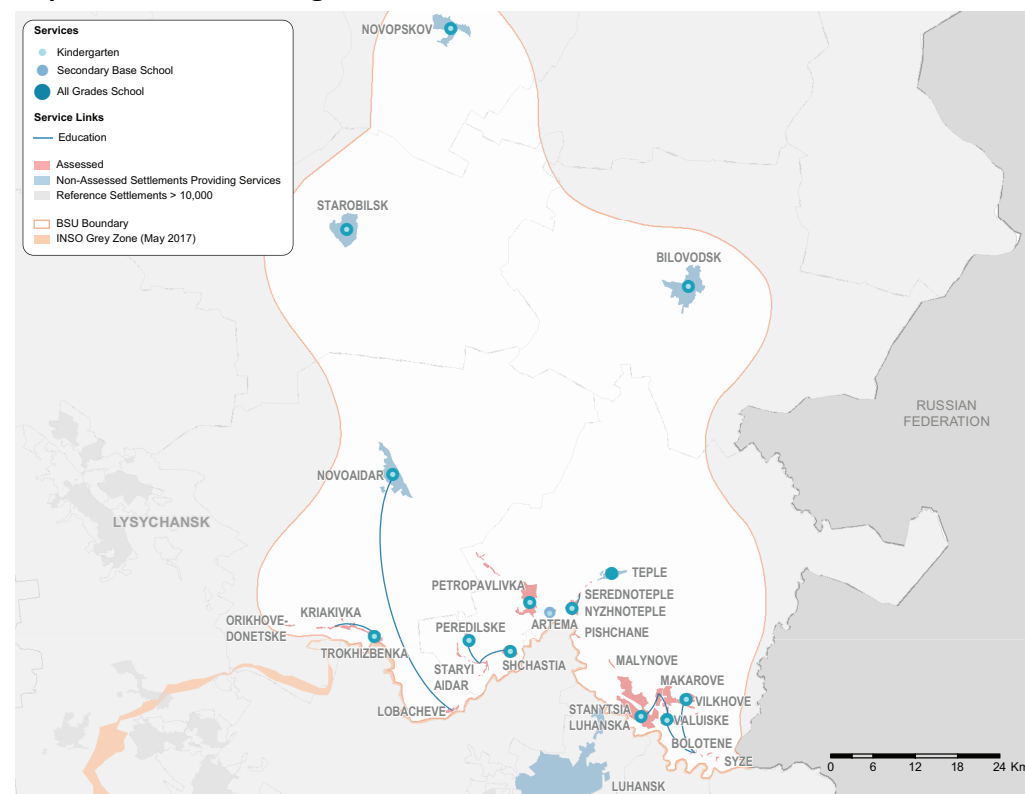 Services
Kindergarten
Secondary Base School
All Grades School
Service Links
Education
Assessed
Non-Assessed Settlements Providing Services
Reference Settlements > 10,000
BSU Boundary
INSO Grey Zone (May 2017)
NOVOPSKOV
STAROBILSK
BILOVODSK
RUSSIAN
FEDERATION
NOVOAIDAR
LYSYCHANSK
TEPLE
PETROPAVLIVKA
SEREDNOTEPLE
NYZHNOTEPLE
KRIAKIVKA
ORIKHOVE-
DONETSKE
ARTEMA
PEREDILSKE
PISHCHANE
TROKHIZBENKA
SHCHASTIA
MALYNOVE
STARYI
AIDAR
MAKAROVE
VILKHOVE
LOBACHEVE
STANYTSIA
LUHANSKA
VALUISKE
BOLOTENE
SYZE
LUHANSK
0 6 12 18 24 Km